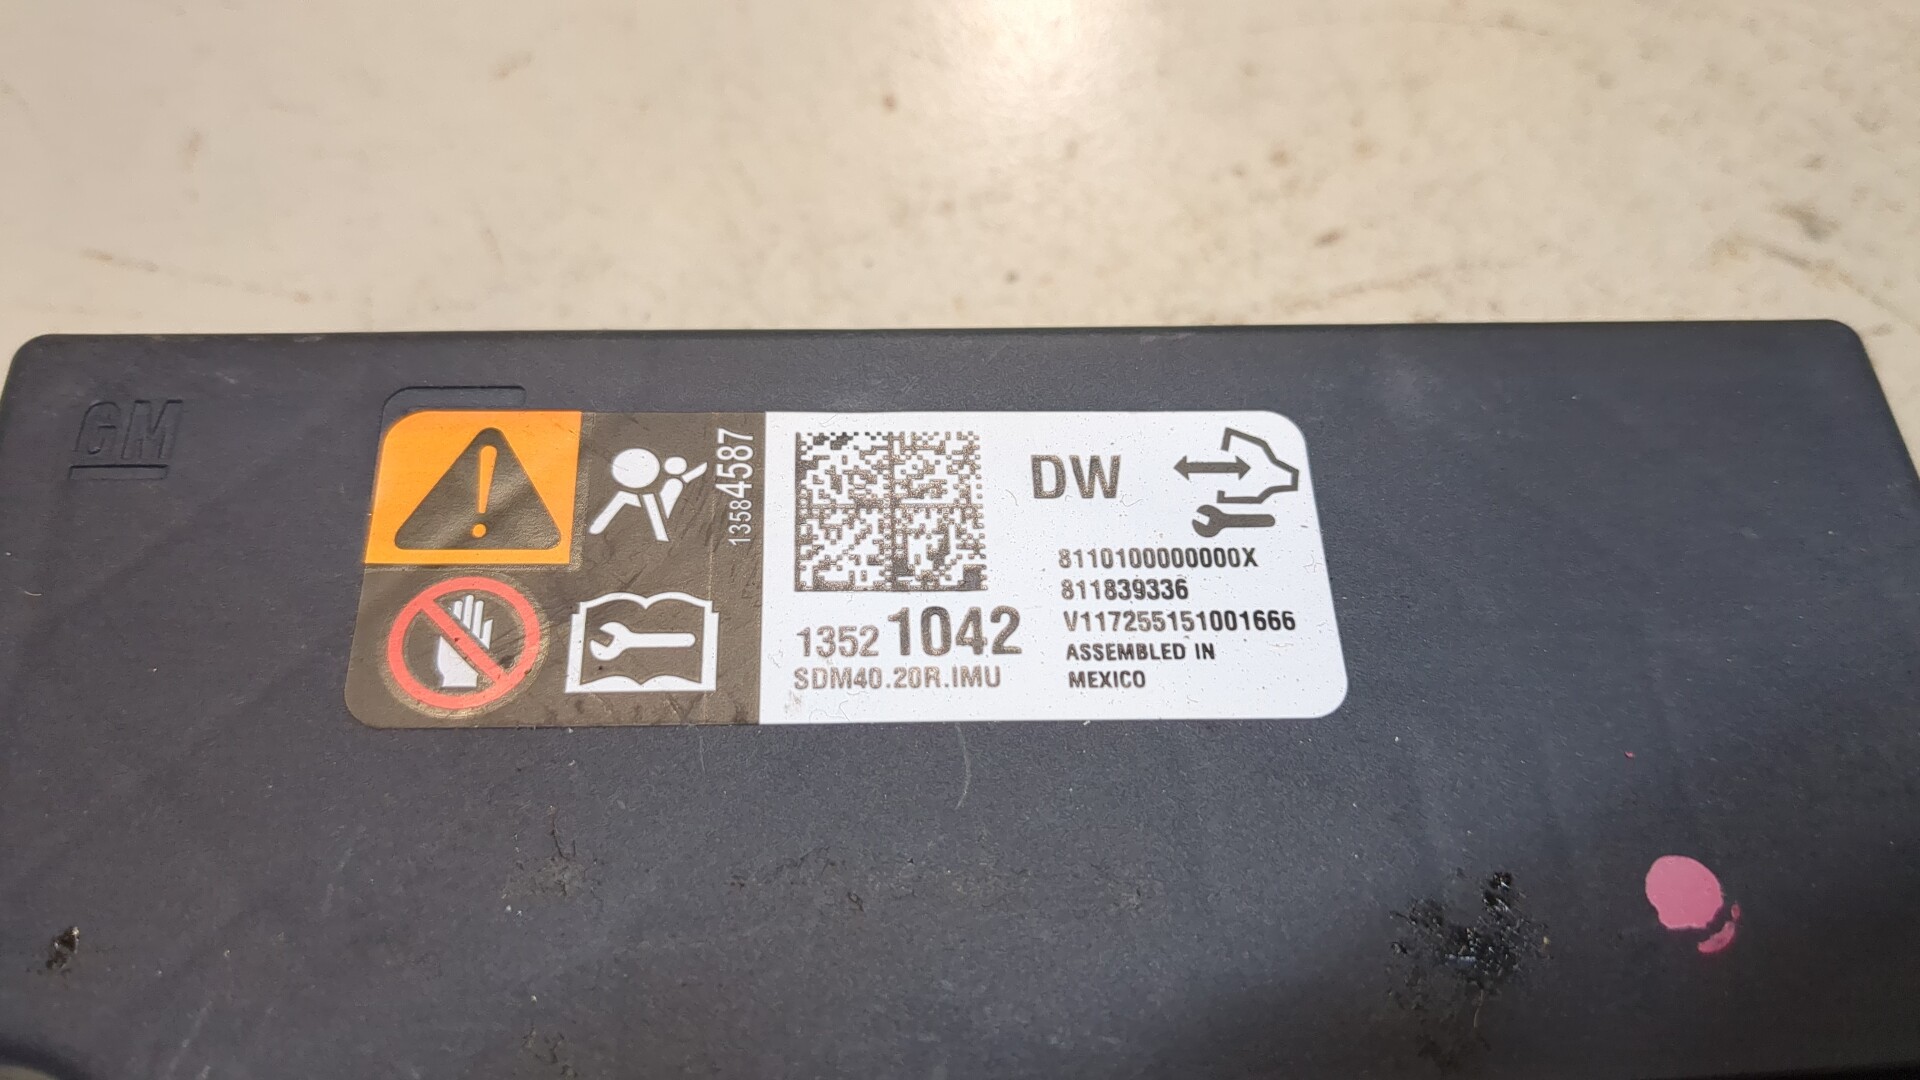 GM
13584587
DW
8110100000000X
811839336
V117255151001666
13521042
SDM40.20R.IMU
ASSEMBLED IN
MEXICO